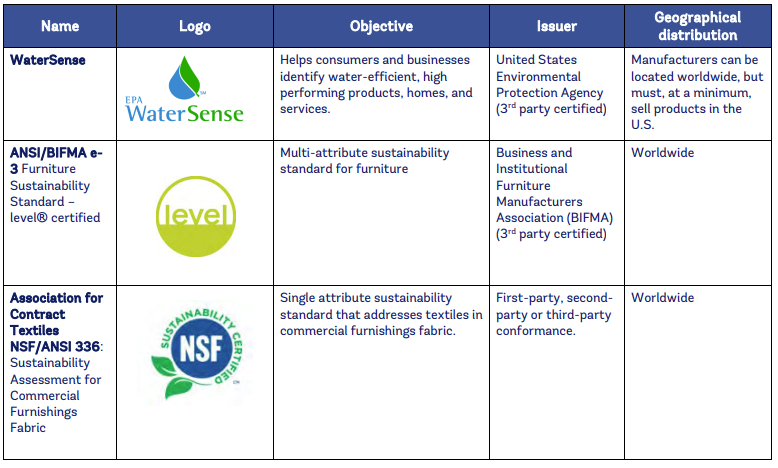 Name
Logo
Objective
Issuer
Geographical
distribution
WaterSense
EPA
WaterSense
TM
Helps consumers and businesses
identify water-efficient, high
performing products, homes, and
services.
United States
Environmental
Protection Agency
(3rd party certified)
Manufacturers can be
located worldwide, but
must, at a minimum,
sell products in the
U.S.
ANSI/BIFMA e-
3 Furniture
Sustainability
Standard –
level® certified
level
Multi-attribute sustainability
standard for furniture
Business and
Institutional
Furniture
Manufacturers
Association (BIFMA)
(3rd party certified)
Worldwide
Association for
Contract
Textiles
NSF/ANSI 336:
Sustainability
Assessment for
Commercial
Furnishings
Fabric
SUSTAINABILITY CERTIFIED
NSF
Single attribute sustainability
standard that addresses textiles in
commercial furnishings fabric.
First-party, second-
party or third-party
conformance.
Worldwide